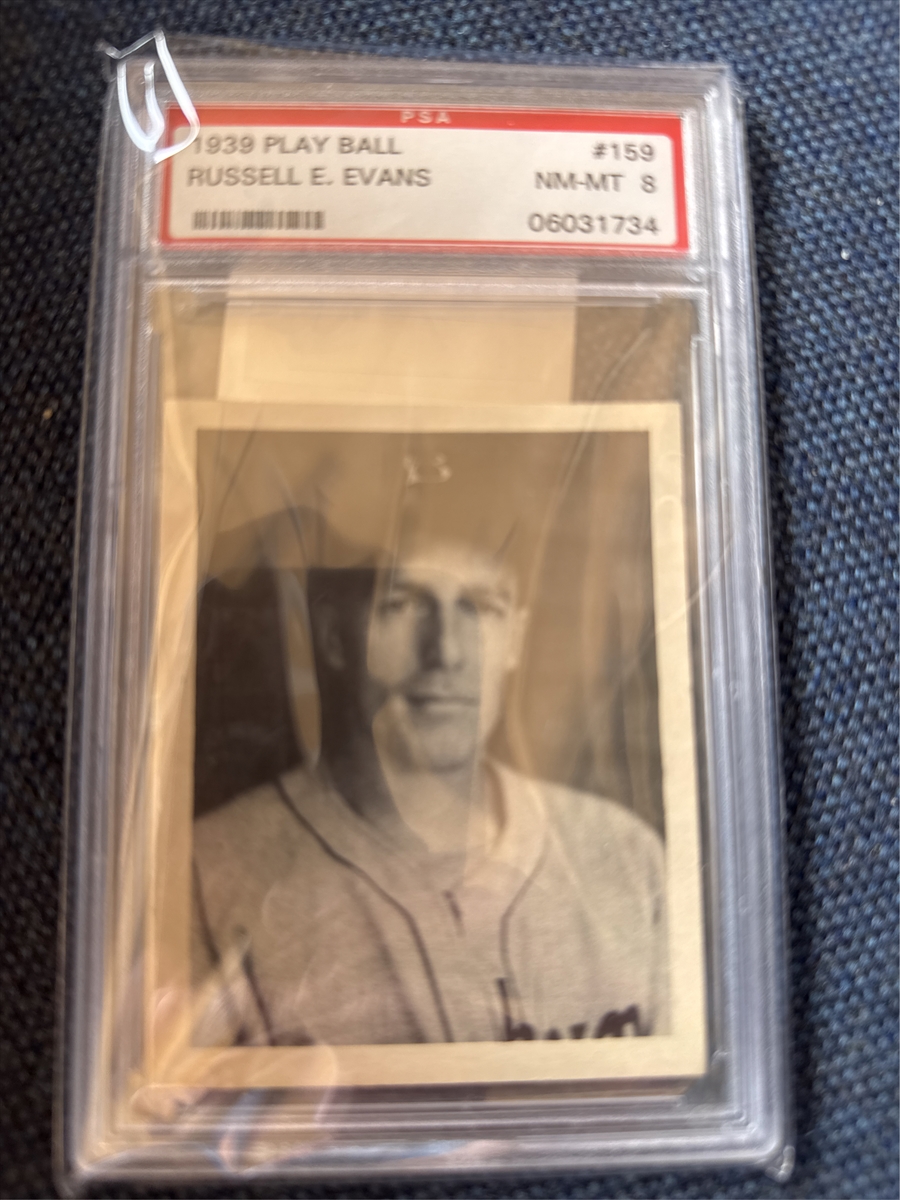 PSA
1939 PLAY BALL #159
RUSSELL E. EVANS NM-MT 8
06031734